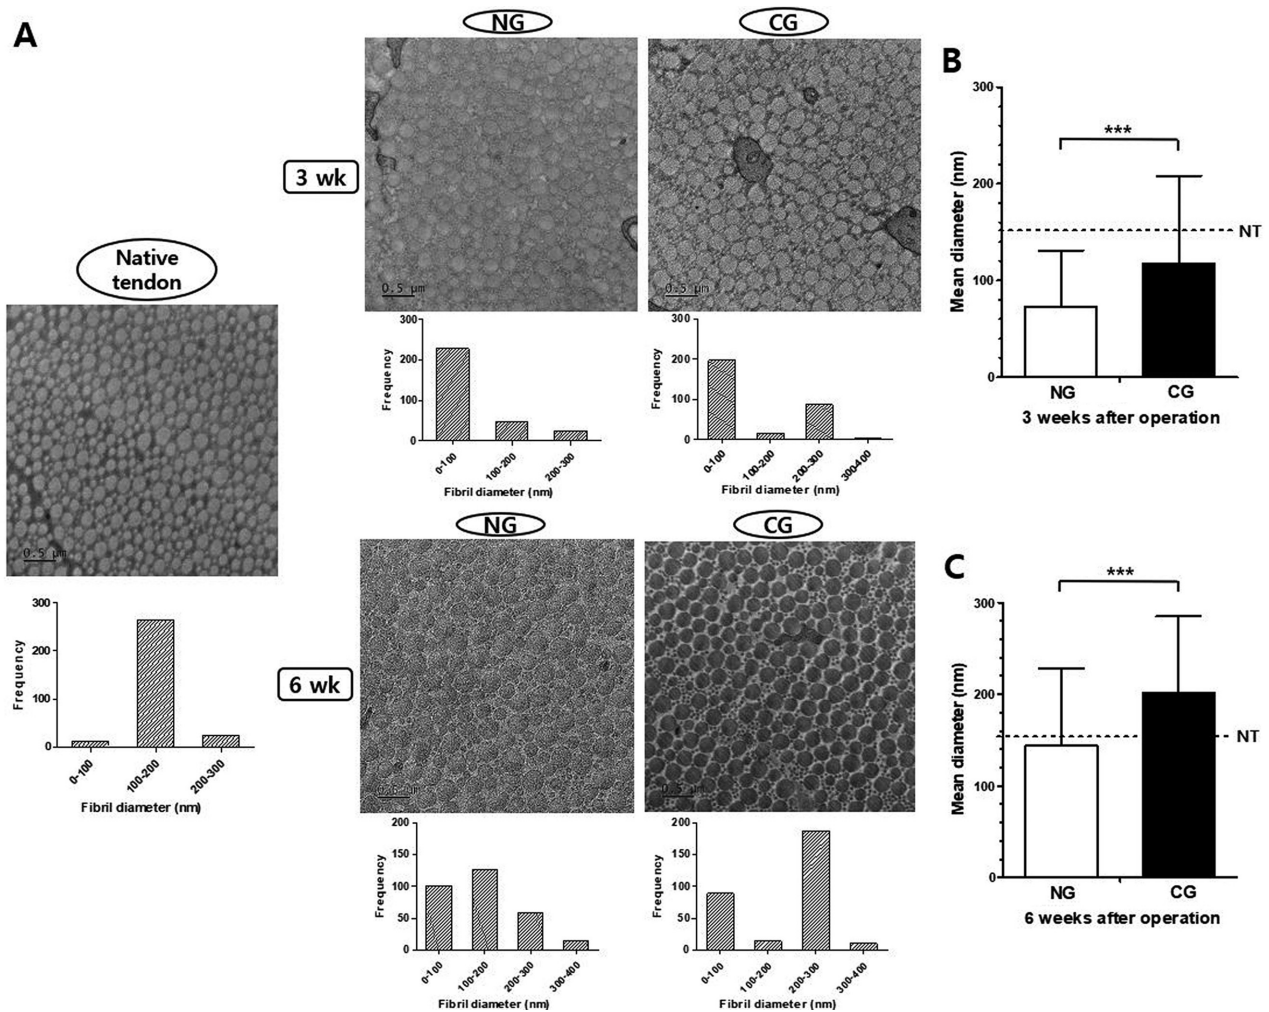 A
NG
CG
3 wk
0.5 µm
0.5 µm
300
200
100
0
Frequency
0-100
100-200
200-300
Fibril diameter (nm)
300
200
100
0
Frequency
0-100
100-200
200-300
300-400
Fibril diameter (nm)
Native
tendon
0.5 µm
300
200
100
0
Frequency
0-100
100-200
200-300
Fibril diameter (nm)
6 wk
NG
CG
0.5 µm
0.5 µm
200
150
100
50
0
Frequency
0-100
100-200
200-300
300-400
Fibril diameter (nm)
200
150
100
50
0
Frequency
0-100
100-200
200-300
300-400
Fibril diameter (nm)
B
300
200
100
0
Mean diameter (nm)
***
NT
NG
CG
3 weeks after operation
C
300
200
100
0
Mean diameter (nm)
***
NT
NG
CG
6 weeks after operation